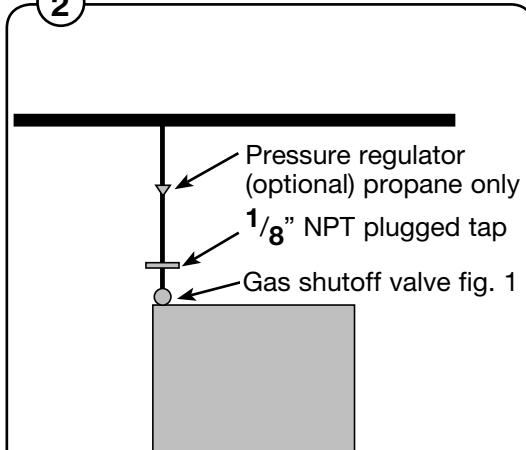 2
Pressure regulator
(optional) propane only
1/8” NPT plugged tap
Gas shutoff valve fig. 1